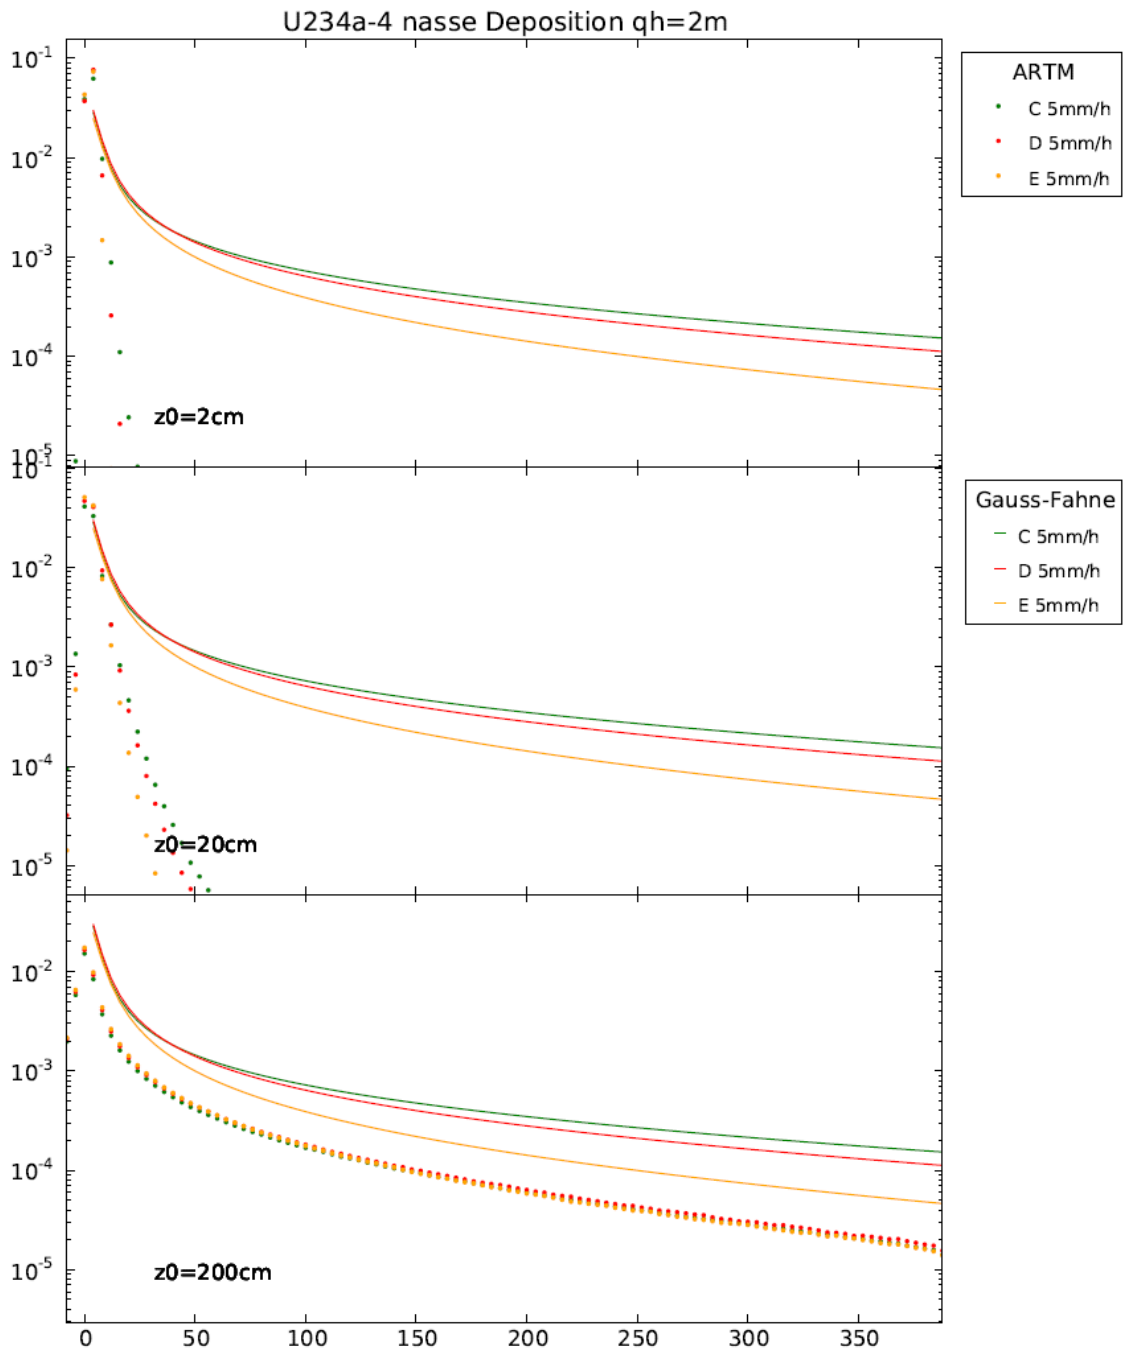 U234a-4 nasse Deposition qh=2m
10^-1
10^-2
10^-3
10^-4
10^-5
z0=2cm
ARTM
C 5mm/h
D 5mm/h
E 5mm/h
10^-1
10^-2
10^-3
10^-4
10^-5
z0=20cm
Gauss-Fahne
C 5mm/h
D 5mm/h
E 5mm/h
10^-2
10^-3
10^-4
10^-5
z0=200cm
0 50 100 150 200 250 300 350